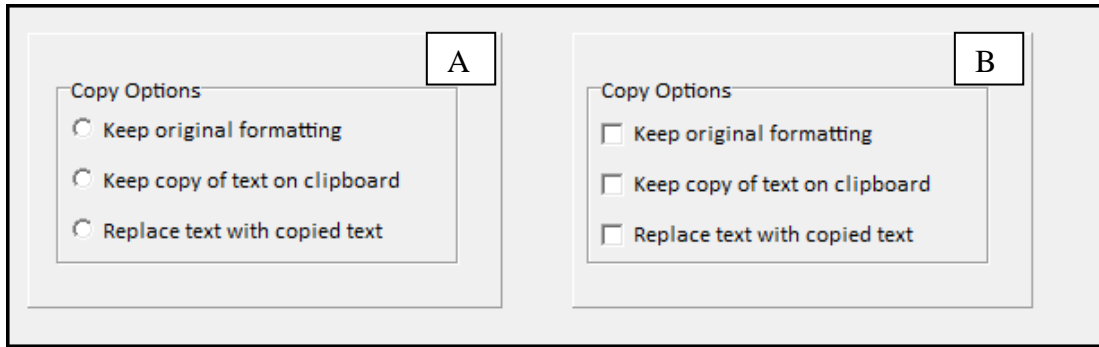 A
Copy Options
Keep original formatting
Keep copy of text on clipboard
Replace text with copied text
B
Copy Options
Keep original formatting
Keep copy of text on clipboard
Replace text with copied text